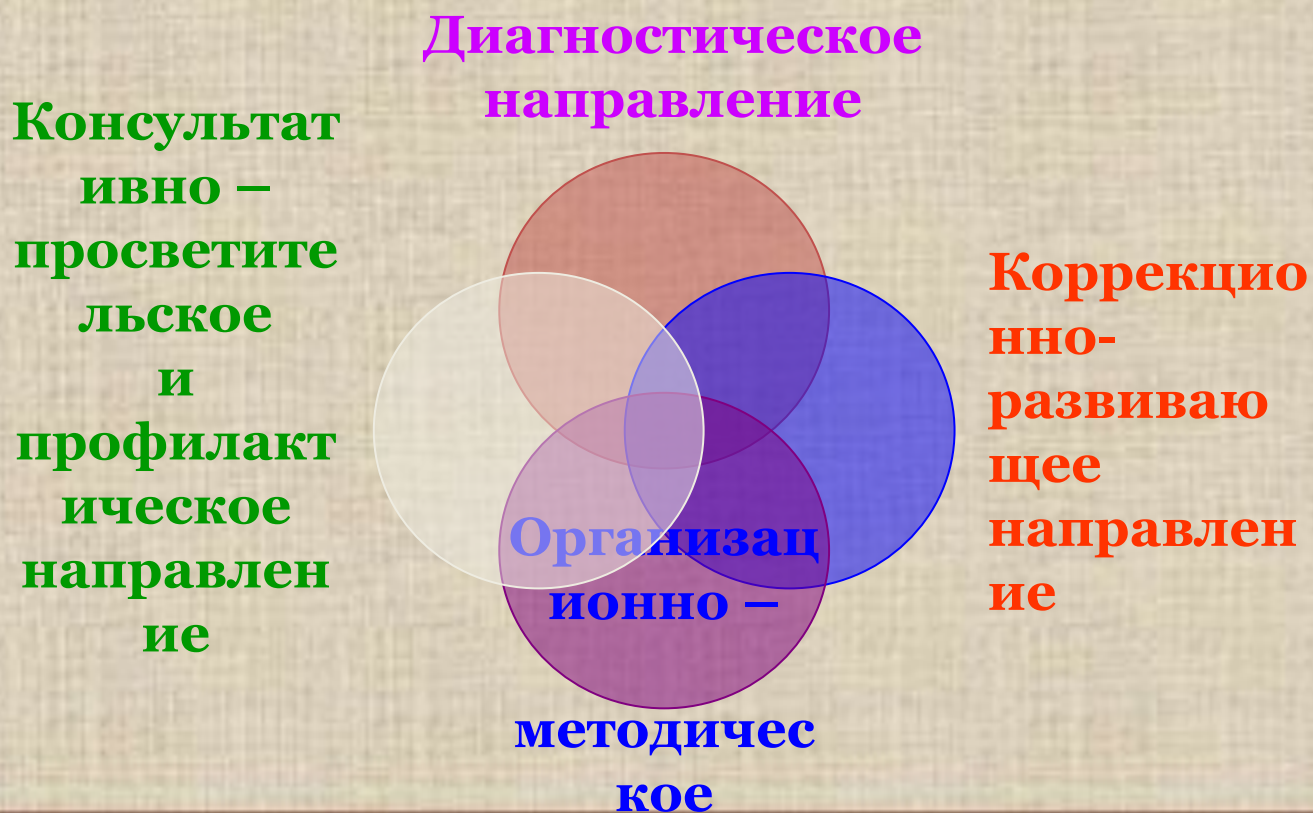 Диагностическое
направление
Консультат
ивно –
просветите
льское
и
профилакт
ическое
направлен
ие
Коррекцио
нно-
развиваю
щее
направлен
ие
Организац
ионно –
методичес
кое